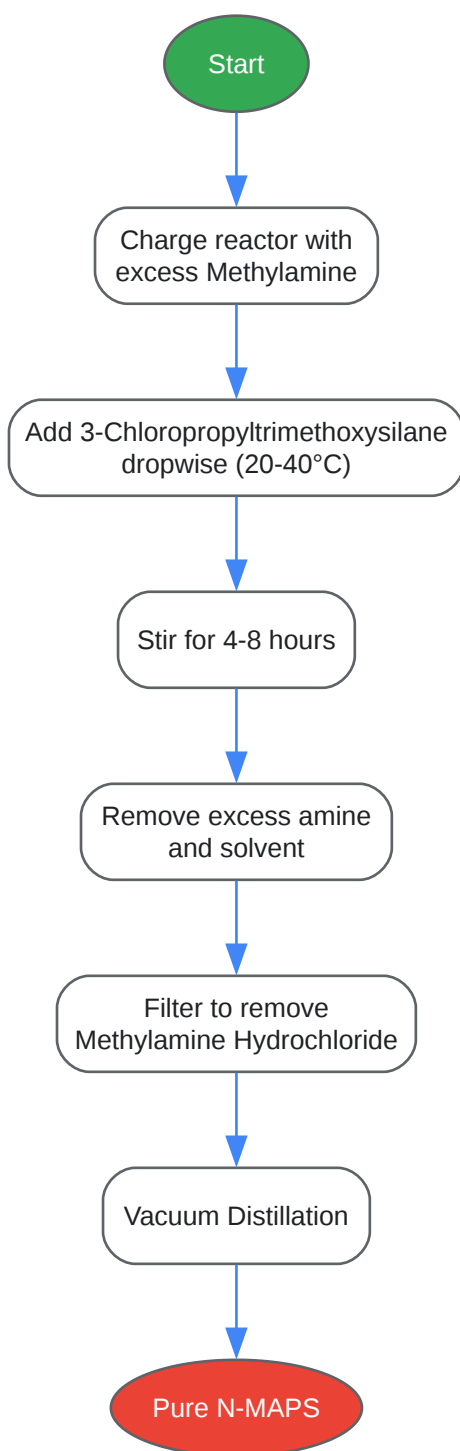 Start
Charge reactor with
excess Methylamine
Add 3-Chloropropyltrimethoxysilane
dropwise (20-40°C)
Stir for 4-8 hours
Remove excess amine
and solvent
Filter to remove
Methylamine Hydrochloride
Vacuum Distillation
Pure N-MAPS